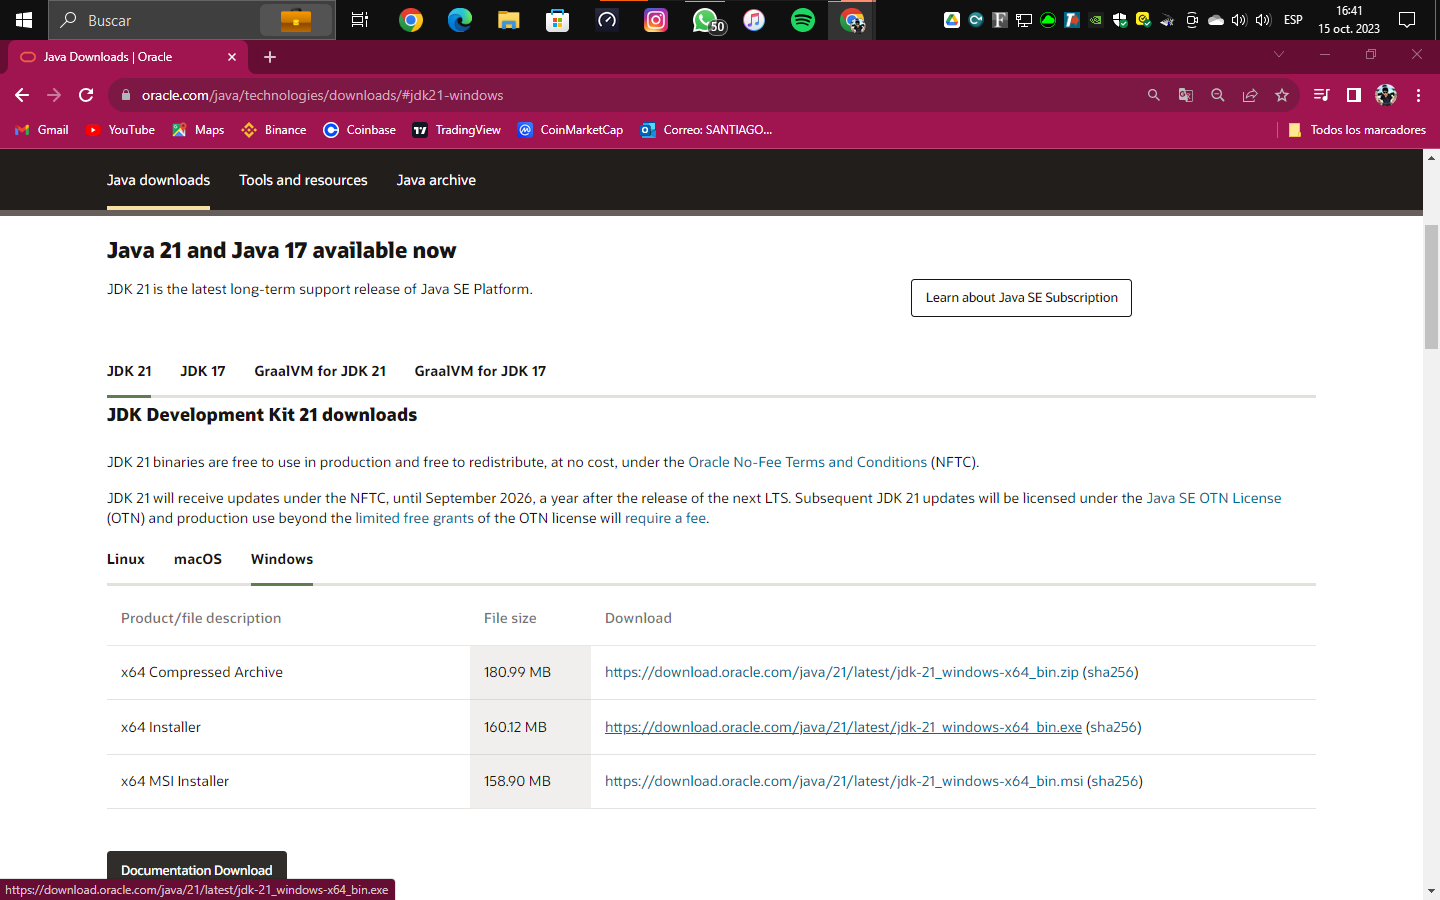 Buscar
50
ESP
16:41
15 oct. 2023
Java Downloads | Oracle
oracle.com/java/technologies/downloads/#jdk21-windows
Gmail
YouTube
Maps
Binance
Coinbase
TradingView
CoinMarketCap
Correo: SANTIAGO...
Todos los marcadores
Java downloads
Tools and resources
Java archive
Java 21 and Java 17 available now
JDK 21 is the latest long-term support release of Java SE Platform.
Learn about Java SE Subscription
JDK 21
JDK 17
GraalVM for JDK 21
GraalVM for JDK 17
JDK Development Kit 21 downloads
JDK 21 binaries are free to use in production and free to redistribute, at no cost, under the Oracle No-Fee Terms and Conditions (NFTC).
JDK 21 will receive updates under the NFTC, until September 2026, a year after the release of the next LTS. Subsequent JDK 21 updates will be licensed under the Java SE OTN License
(OTN) and production use beyond the limited free grants of the OTN license will require a fee.
Linux
macOS
Windows
Product/file description
File size
Download
x64 Compressed Archive
180.99 MB
https://download.oracle.com/java/21/latest/jdk-21_windows-x64_bin.zip (sha256)
x64 Installer
160.12 MB
https://download.oracle.com/java/21/latest/jdk-21_windows-x64_bin.exe (sha256)
x64 MSI Installer
158.90 MB
https://download.oracle.com/java/21/latest/jdk-21_windows-x64_bin.msi (sha256)
Documentation Download
https://download.oracle.com/java/21/latest/jdk-21_windows-x64_bin.exe